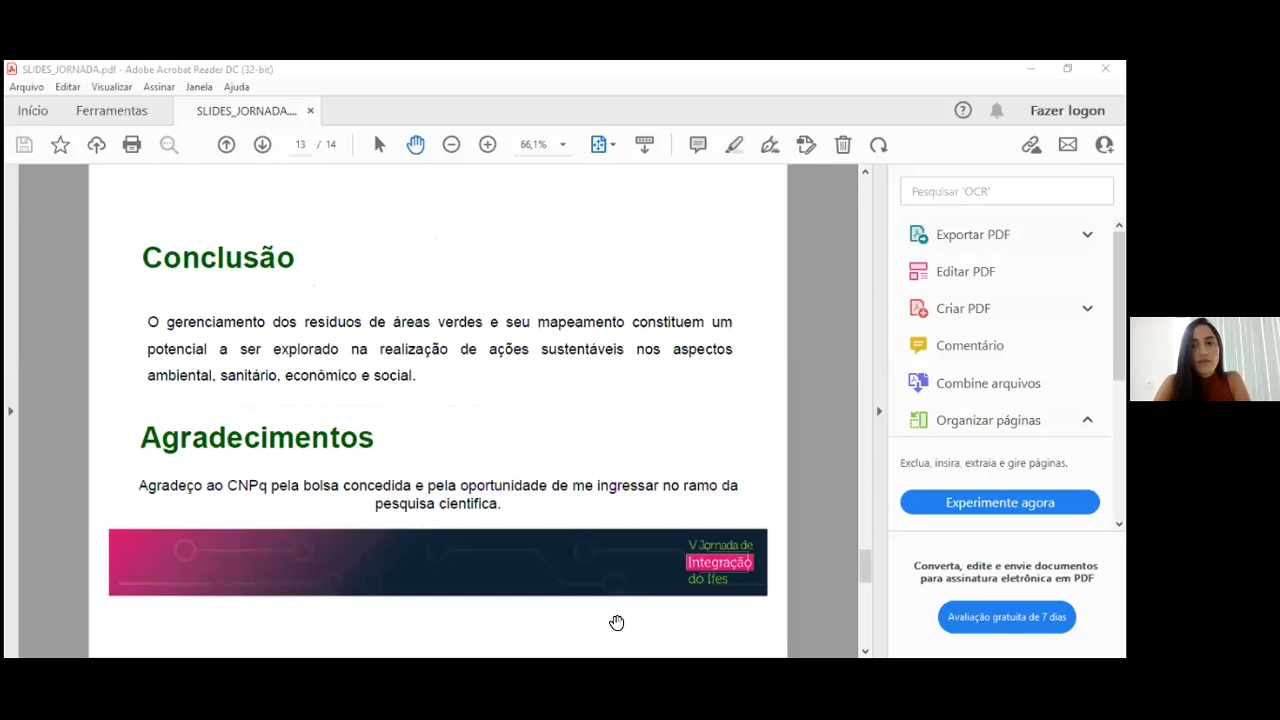 SLIDES_JORNADA.pdf - Adobe Acrobat Reader DC (32-bit)
Arquivo Editar Visualizar Assinar Janela Ajuda
Início Ferramentas SLIDES_JORNADA.... Fazer logon
13 / 14 66,1%
Pesquisar 'OCR'
Exportar PDF
Editar PDF
Criar PDF
Comentário
Combine arquivos
Organizar páginas
Exclua, insira, extraia e gire páginas.
Experimente agora
Converta, edite e envie documentos
para assinatura eletrônica em PDF
Avaliação gratuita de 7 dias
Conclusão
O gerenciamento dos resíduos de áreas verdes e seu mapeamento constituem um
potencial a ser explorado na realização de ações sustentáveis nos aspectos
ambiental, sanitário, econômico e social.
Agradecimentos
Agradeço ao CNPq pela bolsa concedida e pela oportunidade de me ingressar no ramo da
pesquisa científica.
V Jornada de
Integração
do Ifes